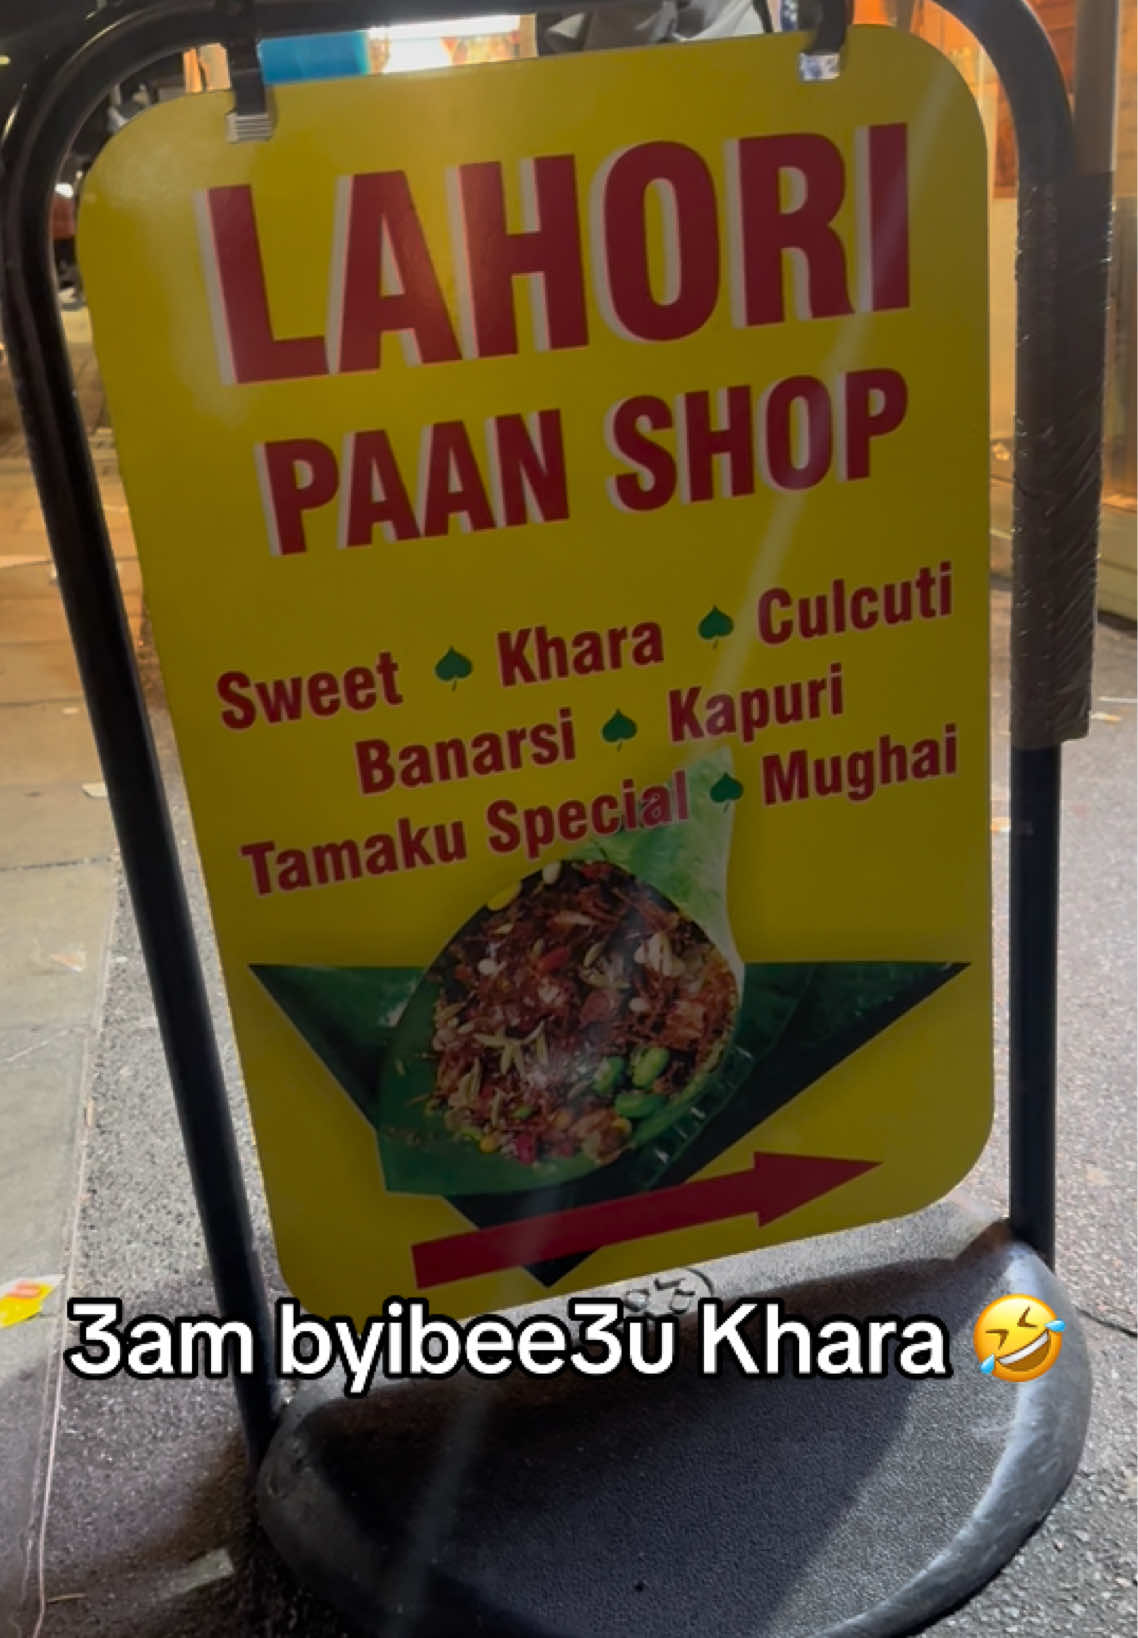 LAHORI
PAAN SHOP
Sweet ♠ Khara ♠ Culcuti
Banarsi ♠ Kapuri
Tamaku Special ♠ Mughai
3am byibee3u Khara 🤣